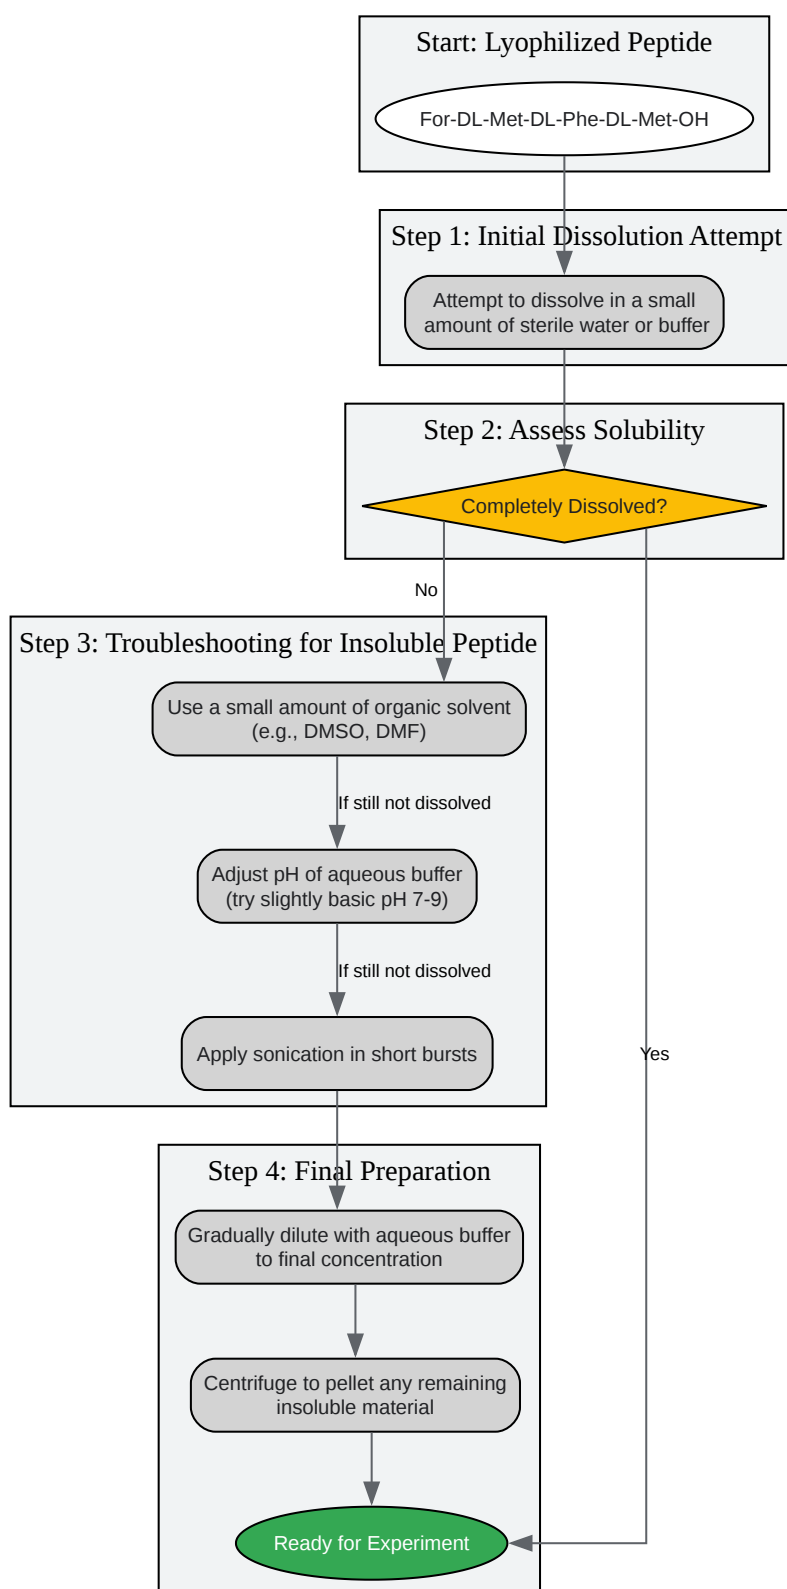 Start: Lyophilized Peptide
For-DL-Met-DL-Phe-DL-Met-OH
Step 1: Initial Dissolution Attempt
Attempt to dissolve in a small
amount of sterile water or buffer
Step 2: Assess Solubility
Completely Dissolved?
No
Step 3: Troubleshooting for Insoluble Peptide
Use a small amount of organic solvent
(e.g., DMSO, DMF)
If still not dissolved
Adjust pH of aqueous buffer
(try slightly basic pH 7-9)
If still not dissolved
Apply sonication in short bursts
Yes
Step 4: Final Preparation
Gradually dilute with aqueous buffer
to final concentration
Centrifuge to pellet any remaining
insoluble material
Ready for Experiment